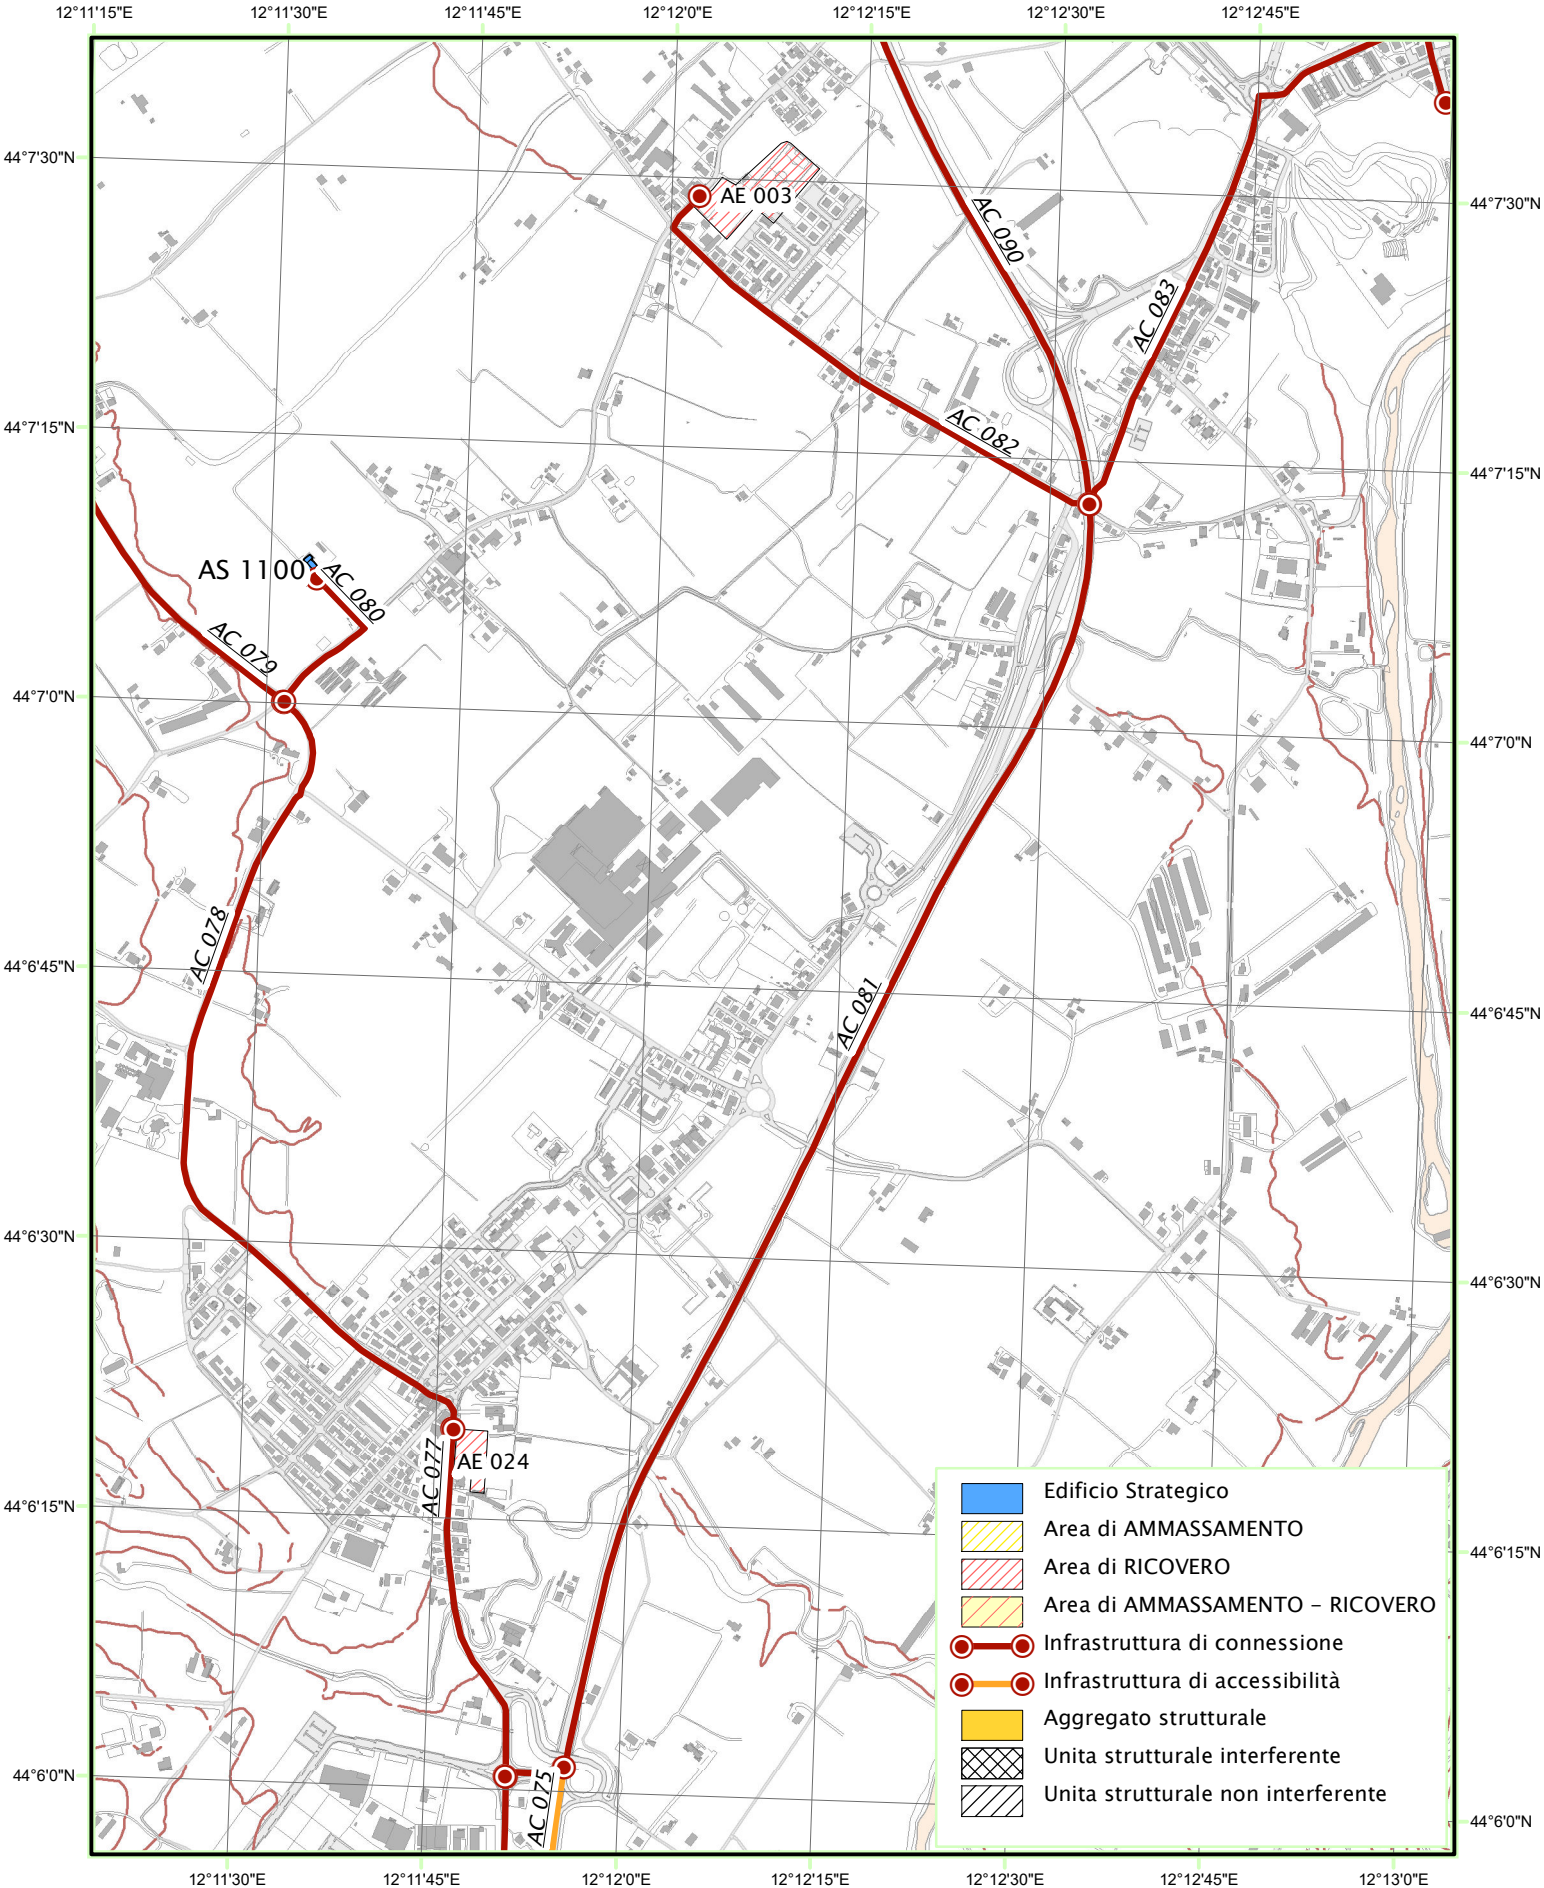 12°11'15"E
12°11'30"E
12°11'45"E
12°12'0"E
12°12'15"E
12°12'30"E
12°12'45"E
44°7'30"N
44°7'30"N
AE 003
AC 090
AC 083
44°7'15"N
AC 082
44°7'15"N
AS 1100
AC 080
AC 079
44°7'0"N
44°7'0"N
AC 078
44°6'45"N
AC 081
44°6'45"N
44°6'30"N
44°6'30"N
AC 077
AE 024
44°6'15"N
44°6'15"N
Edificio Strategico
Area di AMMASSAMENTO
Area di RICOVERO
Area di AMMASSAMENTO – RICOVERO
Infrastruttura di connessione
Infrastruttura di accessibilità
Aggregato strutturale
Unita strutturale interferente
Unita strutturale non interferente
44°6'0"N
AC 075
44°6'0"N
12°11'30"E
12°11'45"E
12°12'0"E
12°12'15"E
12°12'30"E
12°12'45"E
12°13'0"E